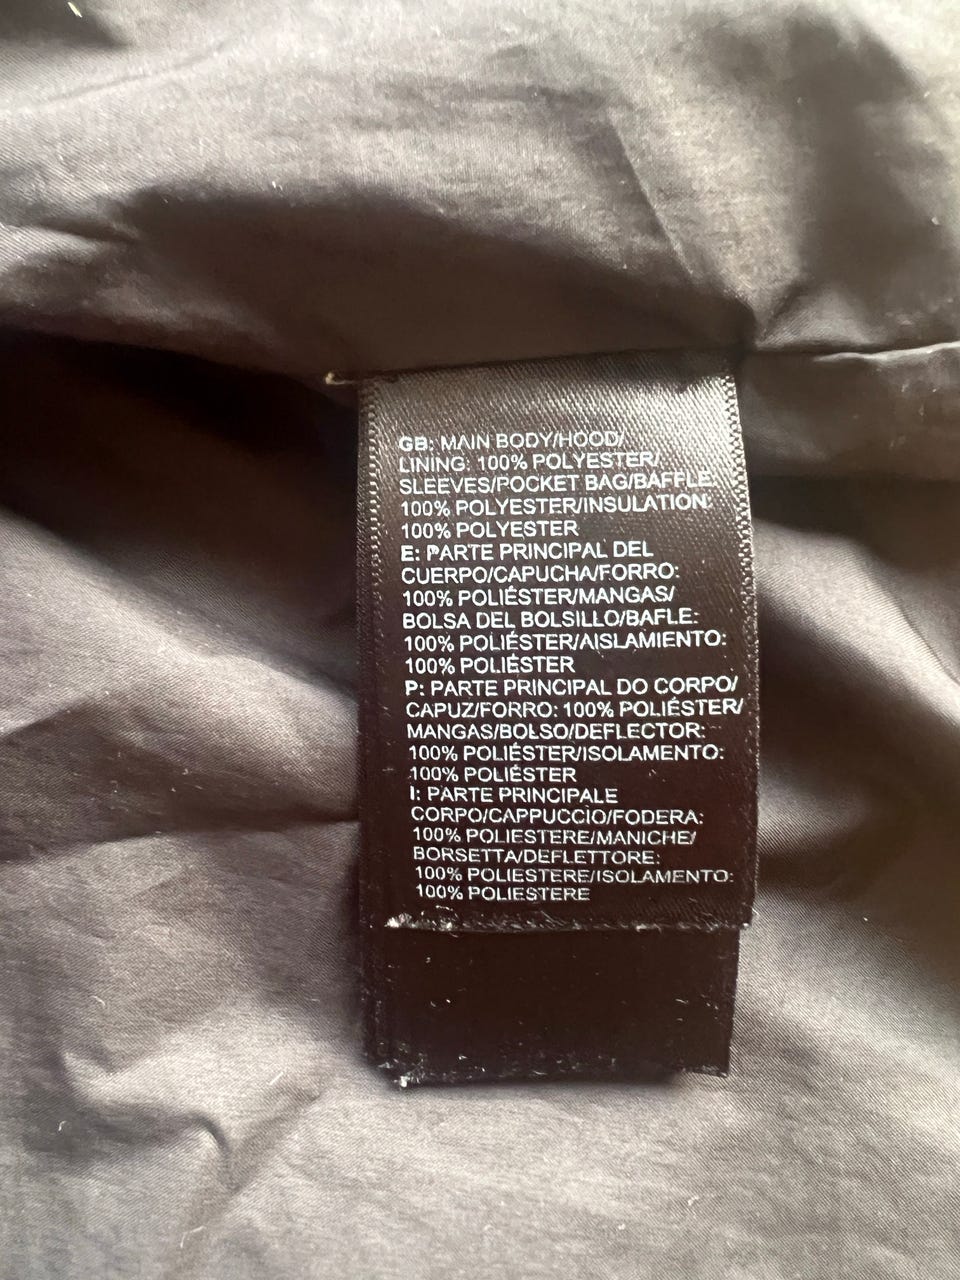 GB: MAIN BODY/HOOD/
LINING: 100% POLYESTER/
SLEEVES/POCKET BAG/BAFFLE:
100% POLYESTER/INSULATION:
100% POLYESTER
E: PARTE PRINCIPAL DEL
CUERPO/CAPUCHA/FORRO:
100% POLIÉSTER/MANGAS/
BOLSA DEL BOLSILLO/BAFLE:
100% POLIÉSTER/AISLAMIENTO:
100% POLIÉSTER
P: PARTE PRINCIPAL DO CORPO/
CAPUZ/FORRO: 100% POLIÉSTER/
MANGAS/BOLSO/DEFLECTOR:
100% POLIÉSTER/ISOLAMENTO:
100% POLIÉSTER
I: PARTE PRINCIPALE
CORPO/CAPPUCCIO/FODERA:
100% POLIESTERE/MANICHE/
BORSETTA/DEFLETTORE:
100% POLIESTERE/ISOLAMENTO:
100% POLIESTERE